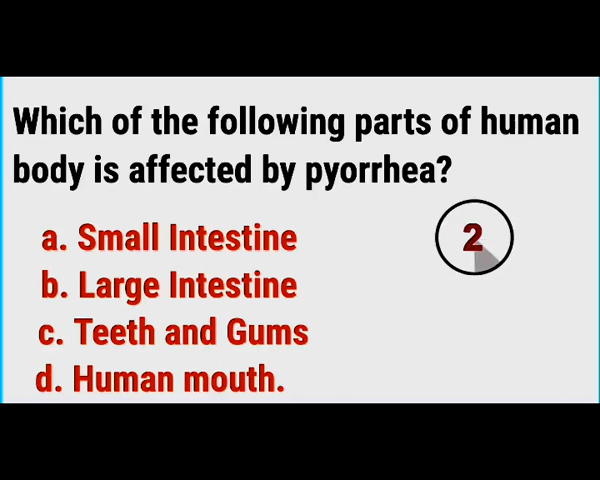 Which of the following parts of human
body is affected by pyorrhea?
a. Small Intestine
2
b. Large Intestine
c. Teeth and Gums
d. Human mouth.